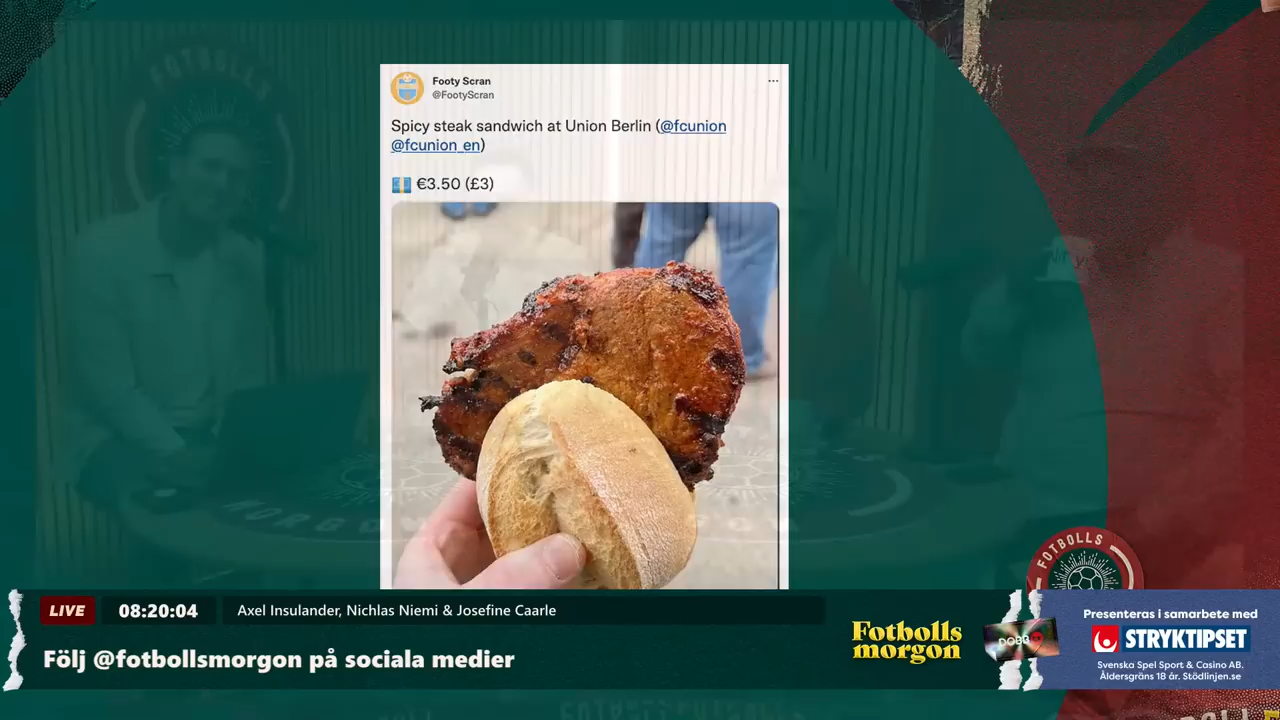 Footy Scran
@FootyScran
Spicy steak sandwich at Union Berlin (@fcunion
@fcunion_en)
€3.50 (£3)
FOTBOLLS
LIVE
08:20:04
Axel Insulander, Nichlas Niemi & Josefine Caarle
Följ @fotbollsmorgon på sociala medier
Fotbolls
morgon
Presenteras i samarbete med
STRYKTIPSET
Svenska Spel Sport & Casino AB.
Åldersgräns 18 år. Stödlinjen.se